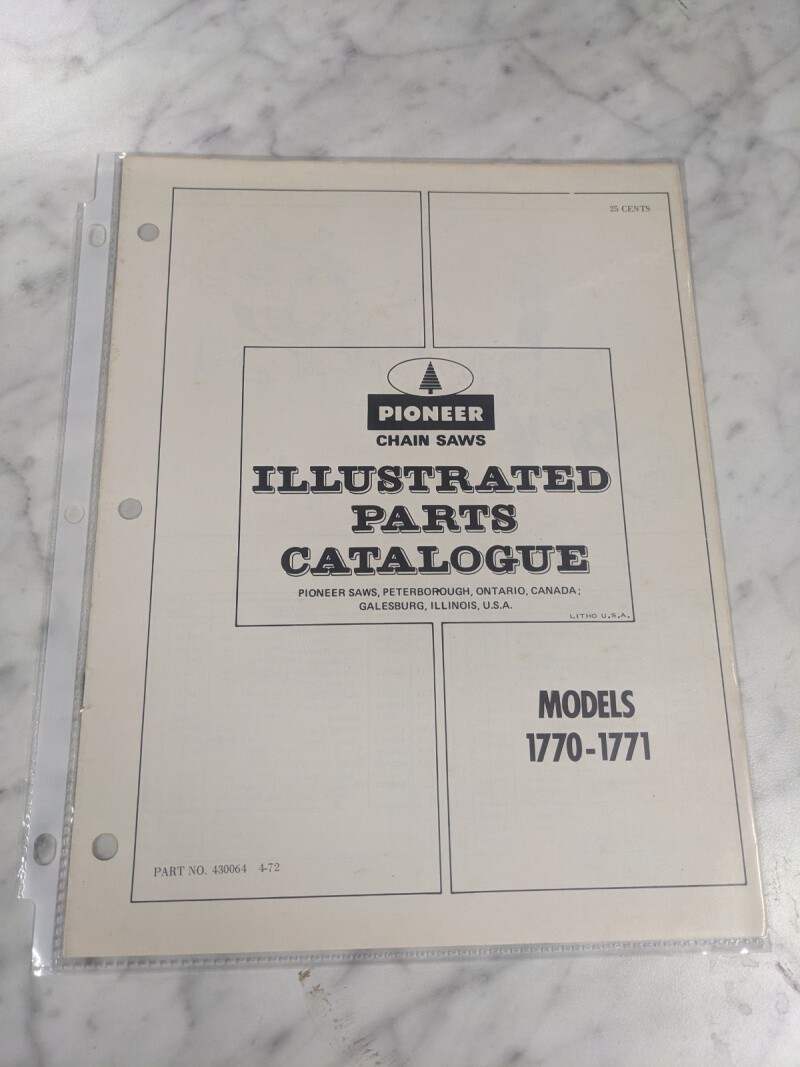 25 CENTS
PIONEER
CHAIN SAWS
ILLUSTRATED
PARTS
CATALOGUE
PIONEER SAWS, PETERBOROUGH, ONTARIO, CANADA;
GALESBURG, ILLINOIS, U.S.A.
LITHO U.S.A.
MODELS
1770-1771
PART NO. 430064 4-72